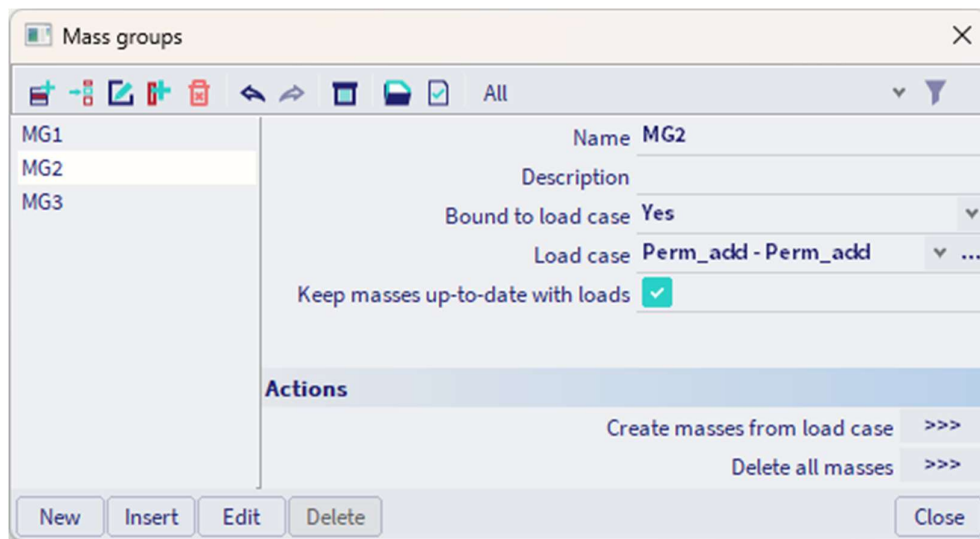 Mass groups
All
MG1
MG2
MG3
Name MG2
Description
Bound to load case Yes
Load case Perm_add - Perm_add ...
Keep masses up-to-date with loads
Actions
Create masses from load case >>>
Delete all masses >>>
New Insert Edit Delete Close